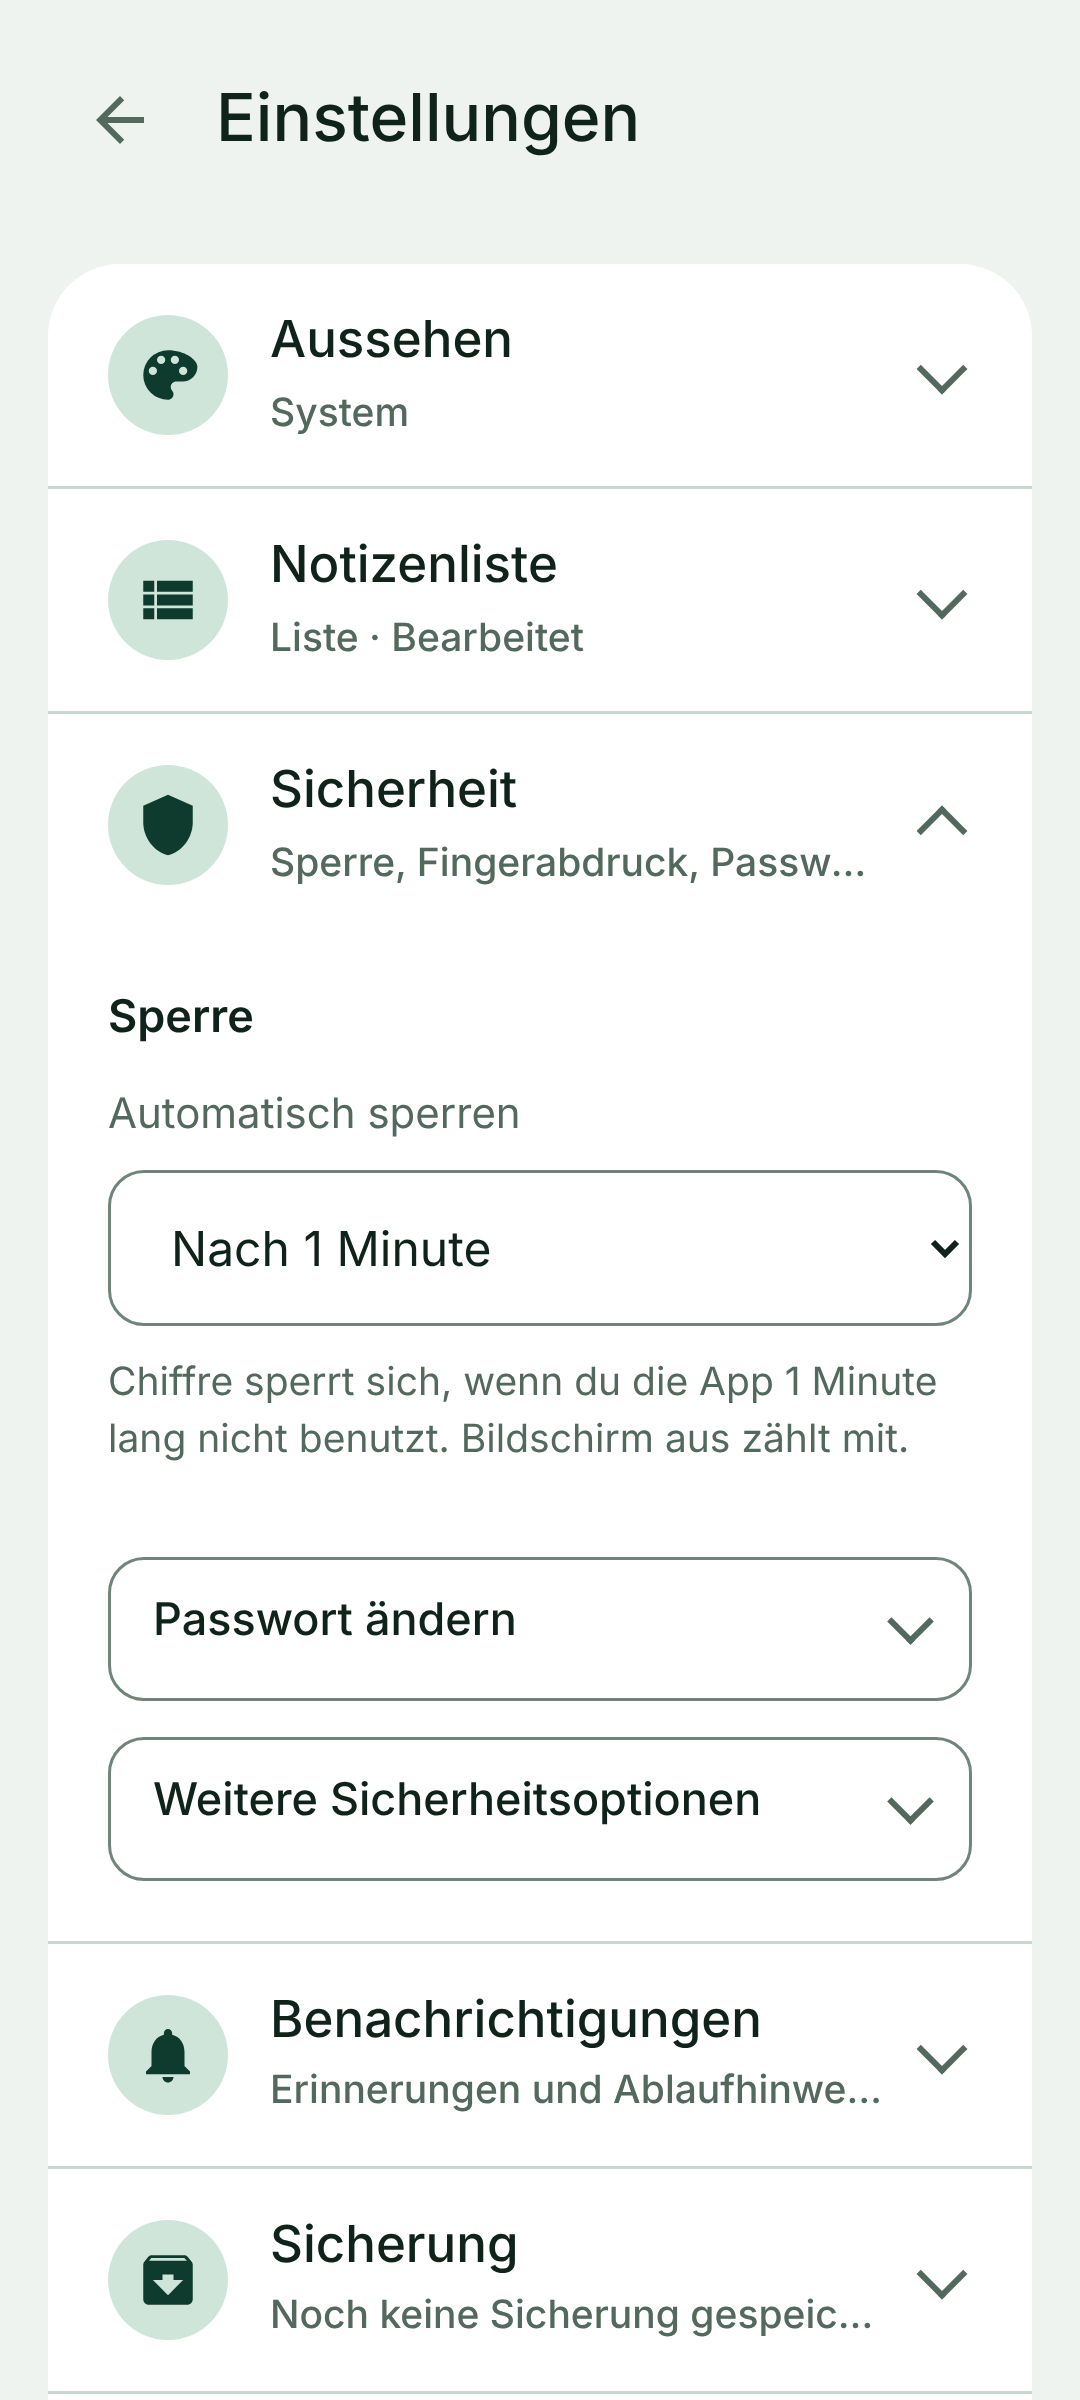 Einstellungen
Aussehen
System
Notizenliste
Liste · Bearbeitet
Sicherheit
Sperre, Fingerabdruck, Passw...
Sperre
Automatisch sperren
Nach 1 Minute
Chiffre sperrt sich, wenn du die App 1 Minute
lang nicht benutzt. Bildschirm aus zählt mit.
Passwort ändern
Weitere Sicherheitsoptionen
Benachrichtigungen
Erinnerungen und Ablaufhinwe...
Sicherung
Noch keine Sicherung gespeic...